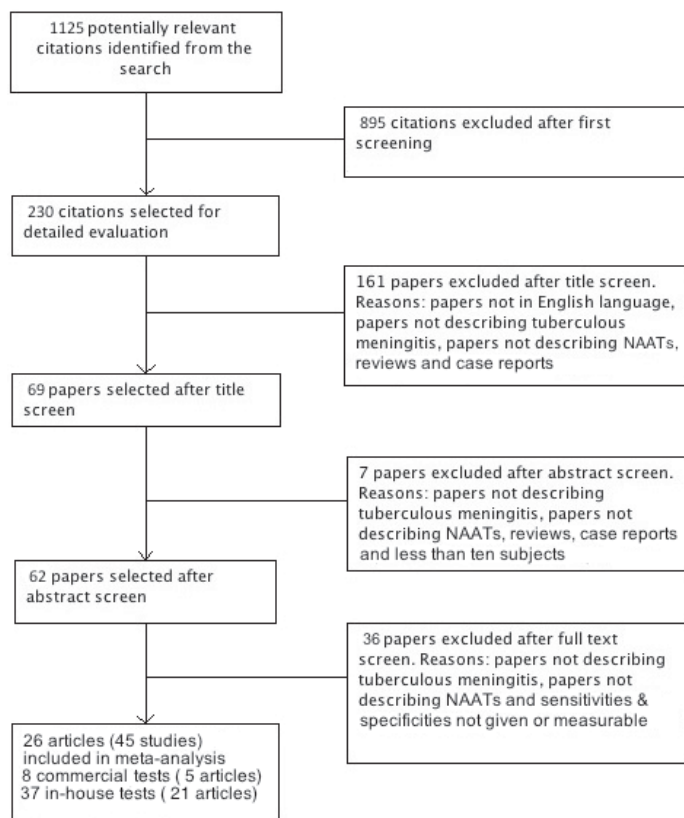 1125 potentially relevant
citations identified from the
search
895 citations excluded after first
screening
230 citations selected for
detailed evaluation
161 papers excluded after title screen.
Reasons: papers not in English language,
papers not describing tuberculous
meningitis, papers not describing NAATs,
reviews and case reports
69 papers selected after title
screen
7 papers excluded after abstract screen.
Reasons: papers not describing
tuberculous meningitis, papers not
describing NAATs, reviews, case reports
and less than ten subjects
62 papers selected after
abstract screen
36 papers excluded after full text
screen. Reasons: papers not describing
tuberculous meningitis, papers not
describing NAATs and sensitivities &
specificities not given or measurable
26 articles (45 studies)
included in meta-analysis
8 commercial tests ( 5 articles)
37 in-house tests ( 21 articles)